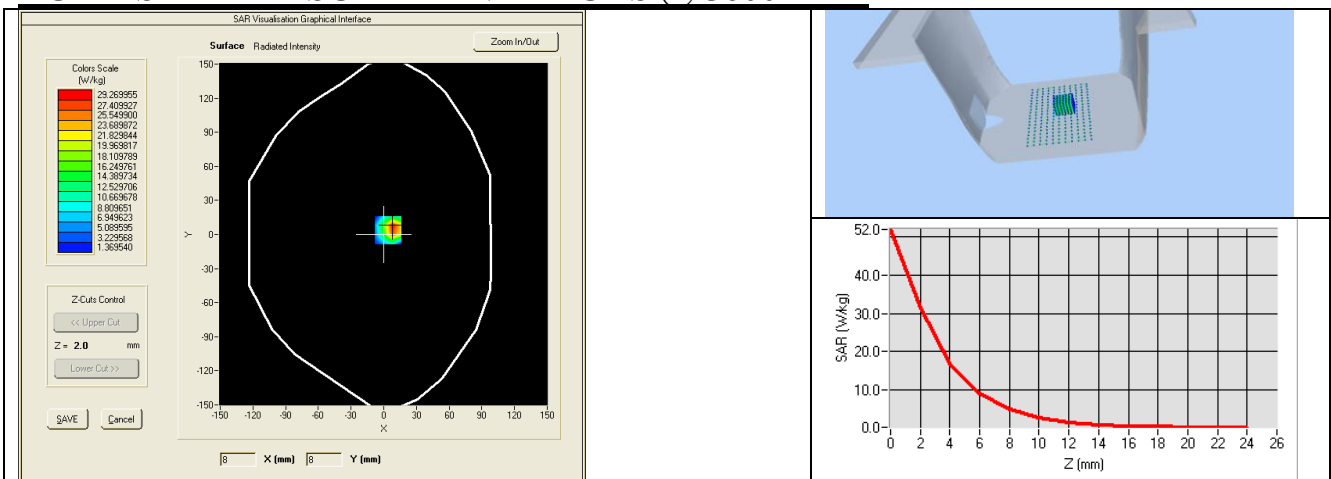 SAR Visualisation Graphical Interface
Surface Radiated Intensity
Zoom In/Out
Colors Scale
(W/kg)
29.269955
27.409927
25.549900
23.689872
21.829844
19.969817
18.109789
16.249761
14.389734
12.529706
10.669678
8.809651
6.949623
5.089595
3.229568
1.369540
Z-Cuts Control
<< Upper Cut
Z = 2.0 mm
Lower Cut >>
SAVE Cancel
150
120
90
60
30
0
-30
-60
-90
-120
-150
Y
-150 -120 -90 -60 -30 0 30 60 90 120 150
X
8 X (mm) 8 Y (mm)
52.0
40.0
30.0
20.0
10.0
0.0
SAR (W/kg)
0 2 4 6 8 10 12 14 16 18 20 22 24 26
Z (mm)